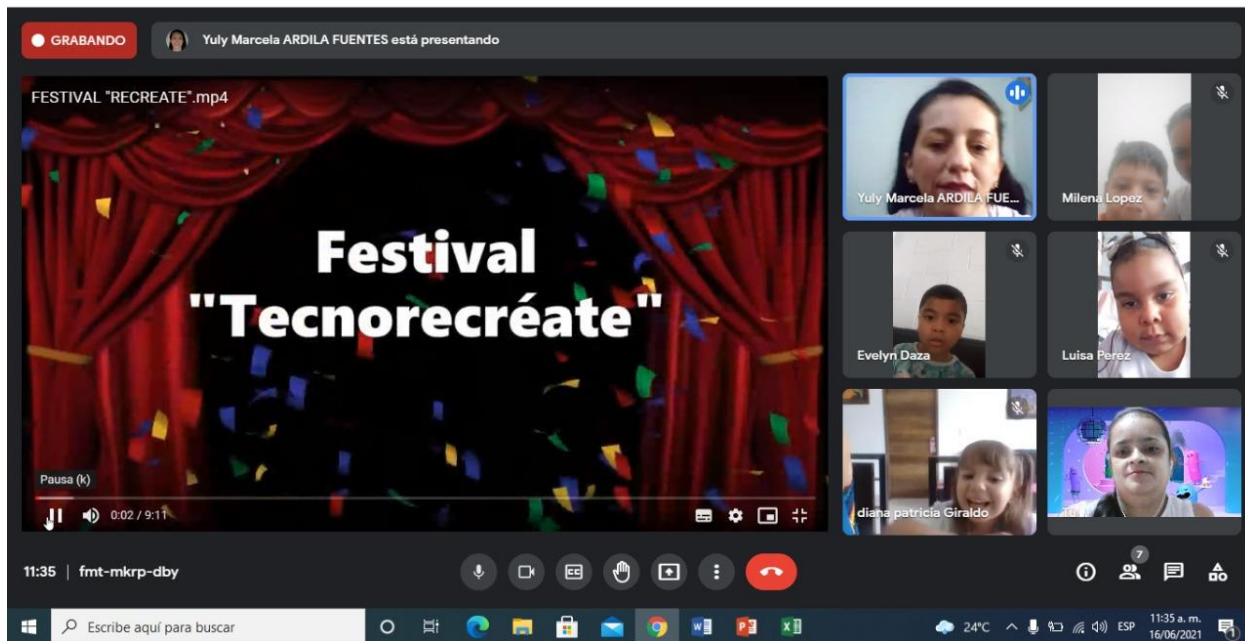 GRABANDO
Yuly Marcela ARDILA FUENTES está presentando
FESTIVAL "RECREATE".mp4
Festival
"Tecnorecréate"
Pausa (k)
0:02 / 9:11
Yuly Marcela ARDILA FUE...
Milena Lopez
Evelyn Daza
Luisa Perez
diana patricia Giraldo
Tú
11:35 | fmt-mkrp-dby
CC
7
Escribe aquí para buscar
24°C
ESP
11:35 a. m.
16/06/2021